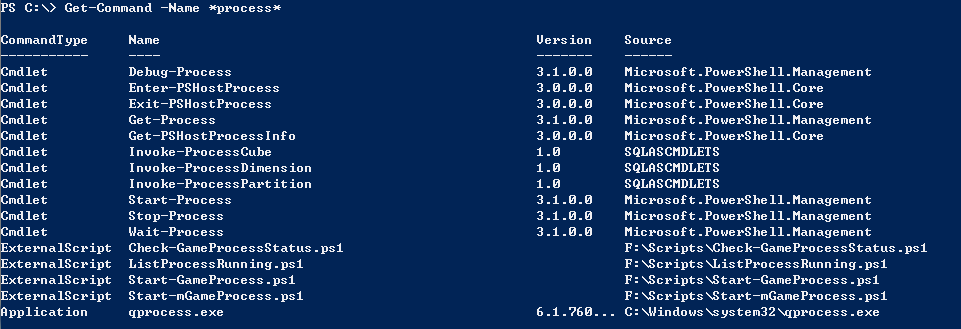 PS C:\> Get-Command -Name *process*
CommandType Name Version Source
----------- ---- ------- ------
Cmdlet Debug-Process 3.1.0.0 Microsoft.PowerShell.Management
Cmdlet Enter-PSHostProcess 3.0.0.0 Microsoft.PowerShell.Core
Cmdlet Exit-PSHostProcess 3.0.0.0 Microsoft.PowerShell.Core
Cmdlet Get-Process 3.1.0.0 Microsoft.PowerShell.Management
Cmdlet Get-PSHostProcessInfo 3.0.0.0 Microsoft.PowerShell.Core
Cmdlet Invoke-ProcessCube 1.0 SQLASCMDLETS
Cmdlet Invoke-ProcessDimension 1.0 SQLASCMDLETS
Cmdlet Invoke-ProcessPartition 1.0 SQLASCMDLETS
Cmdlet Start-Process 3.1.0.0 Microsoft.PowerShell.Management
Cmdlet Stop-Process 3.1.0.0 Microsoft.PowerShell.Management
Cmdlet Wait-Process 3.1.0.0 Microsoft.PowerShell.Management
ExternalScript Check-GameProcessStatus.ps1 F:\Scripts\Check-GameProcessStatus.ps1
ExternalScript ListProcessRunning.ps1 F:\Scripts\ListProcessRunning.ps1
ExternalScript Start-GameProcess.ps1 F:\Scripts\Start-GameProcess.ps1
ExternalScript Start-mGameProcess.ps1 F:\Scripts\Start-mGameProcess.ps1
Application qprocess.exe 6.1.760... C:\Windows\system32\qprocess.exe